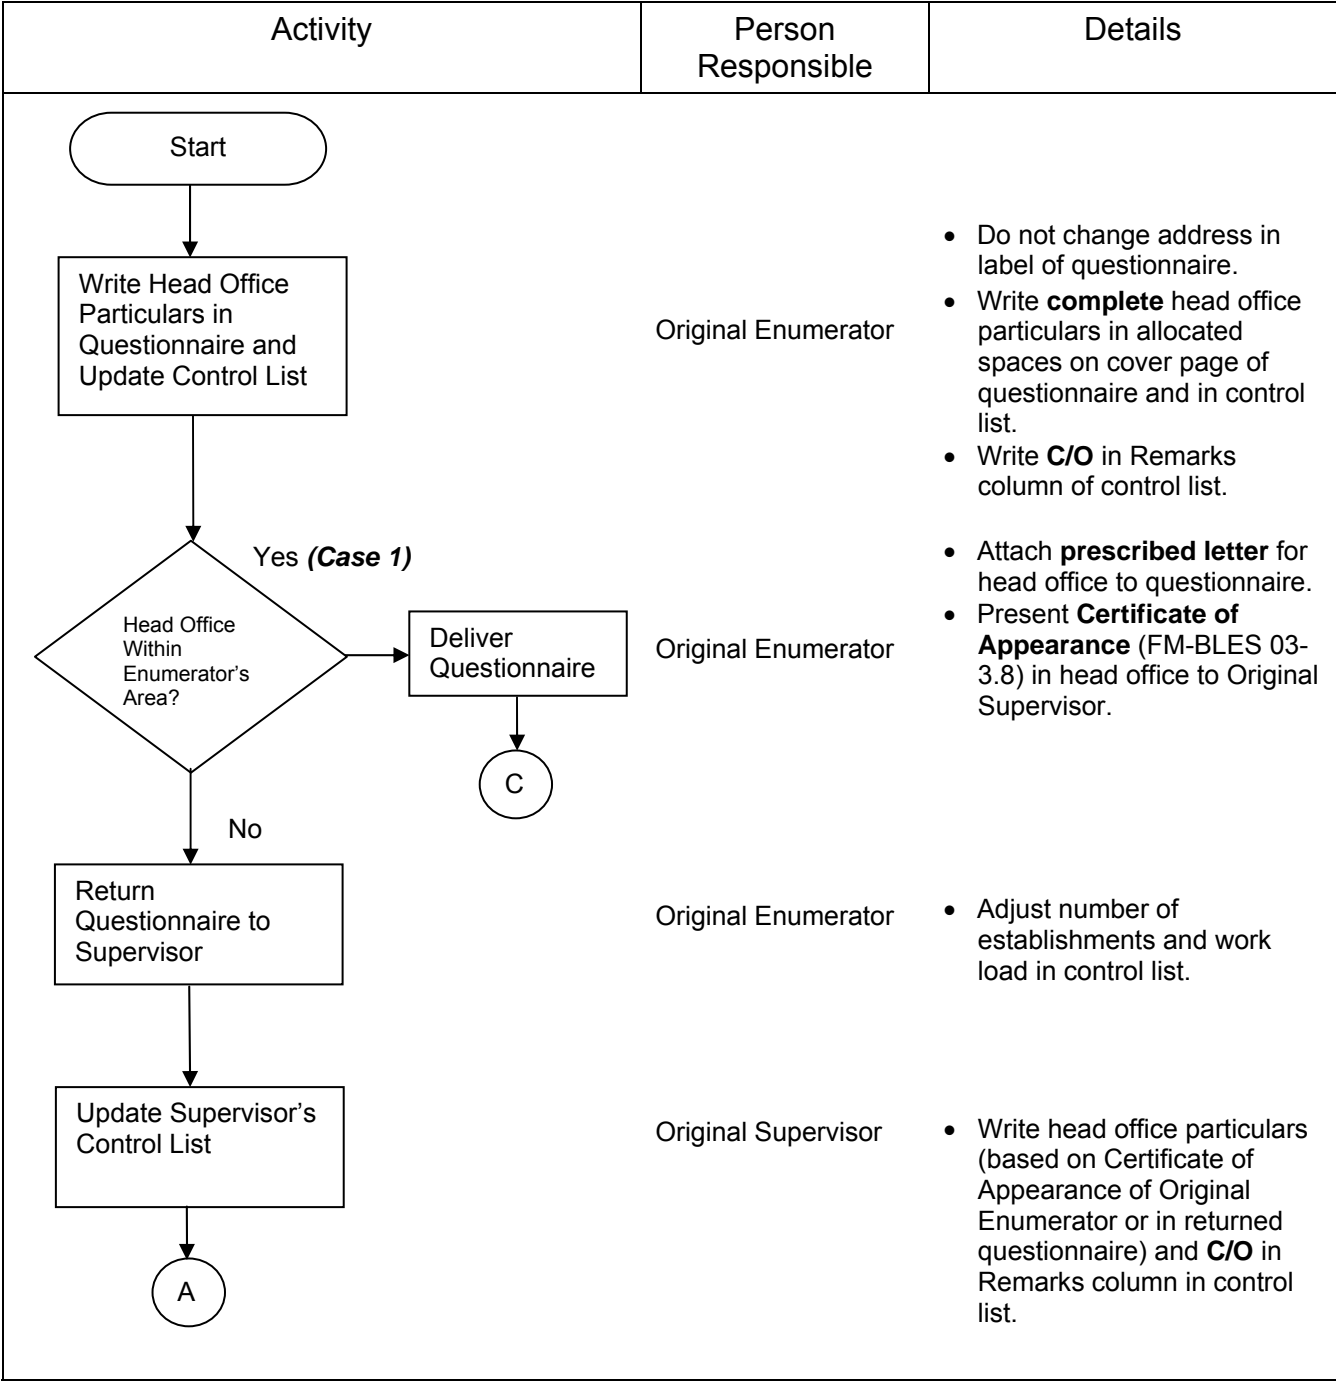 Activity
Person
Responsible
Details
Start
Write Head Office
Particulars in
Questionnaire and
Update Control List
Original Enumerator
• Do not change address in
label of questionnaire.
• Write complete head office
particulars in allocated
spaces on cover page of
questionnaire and in control
list.
• Write C/O in Remarks
column of control list.
Yes (Case 1)
Head Office
Within
Enumerator’s
Area?
Deliver
Questionnaire
Original Enumerator
• Attach prescribed letter for
head office to questionnaire.
• Present Certificate of
Appearance (FM-BLES 03-
3.8) in head office to Original
Supervisor.
C
No
Return
Questionnaire to
Supervisor
Original Enumerator
• Adjust number of
establishments and work
load in control list.
Update Supervisor’s
Control List
Original Supervisor
• Write head office particulars
(based on Certificate of
Appearance of Original
Enumerator or in returned
questionnaire) and C/O in
Remarks column in control
list.
A